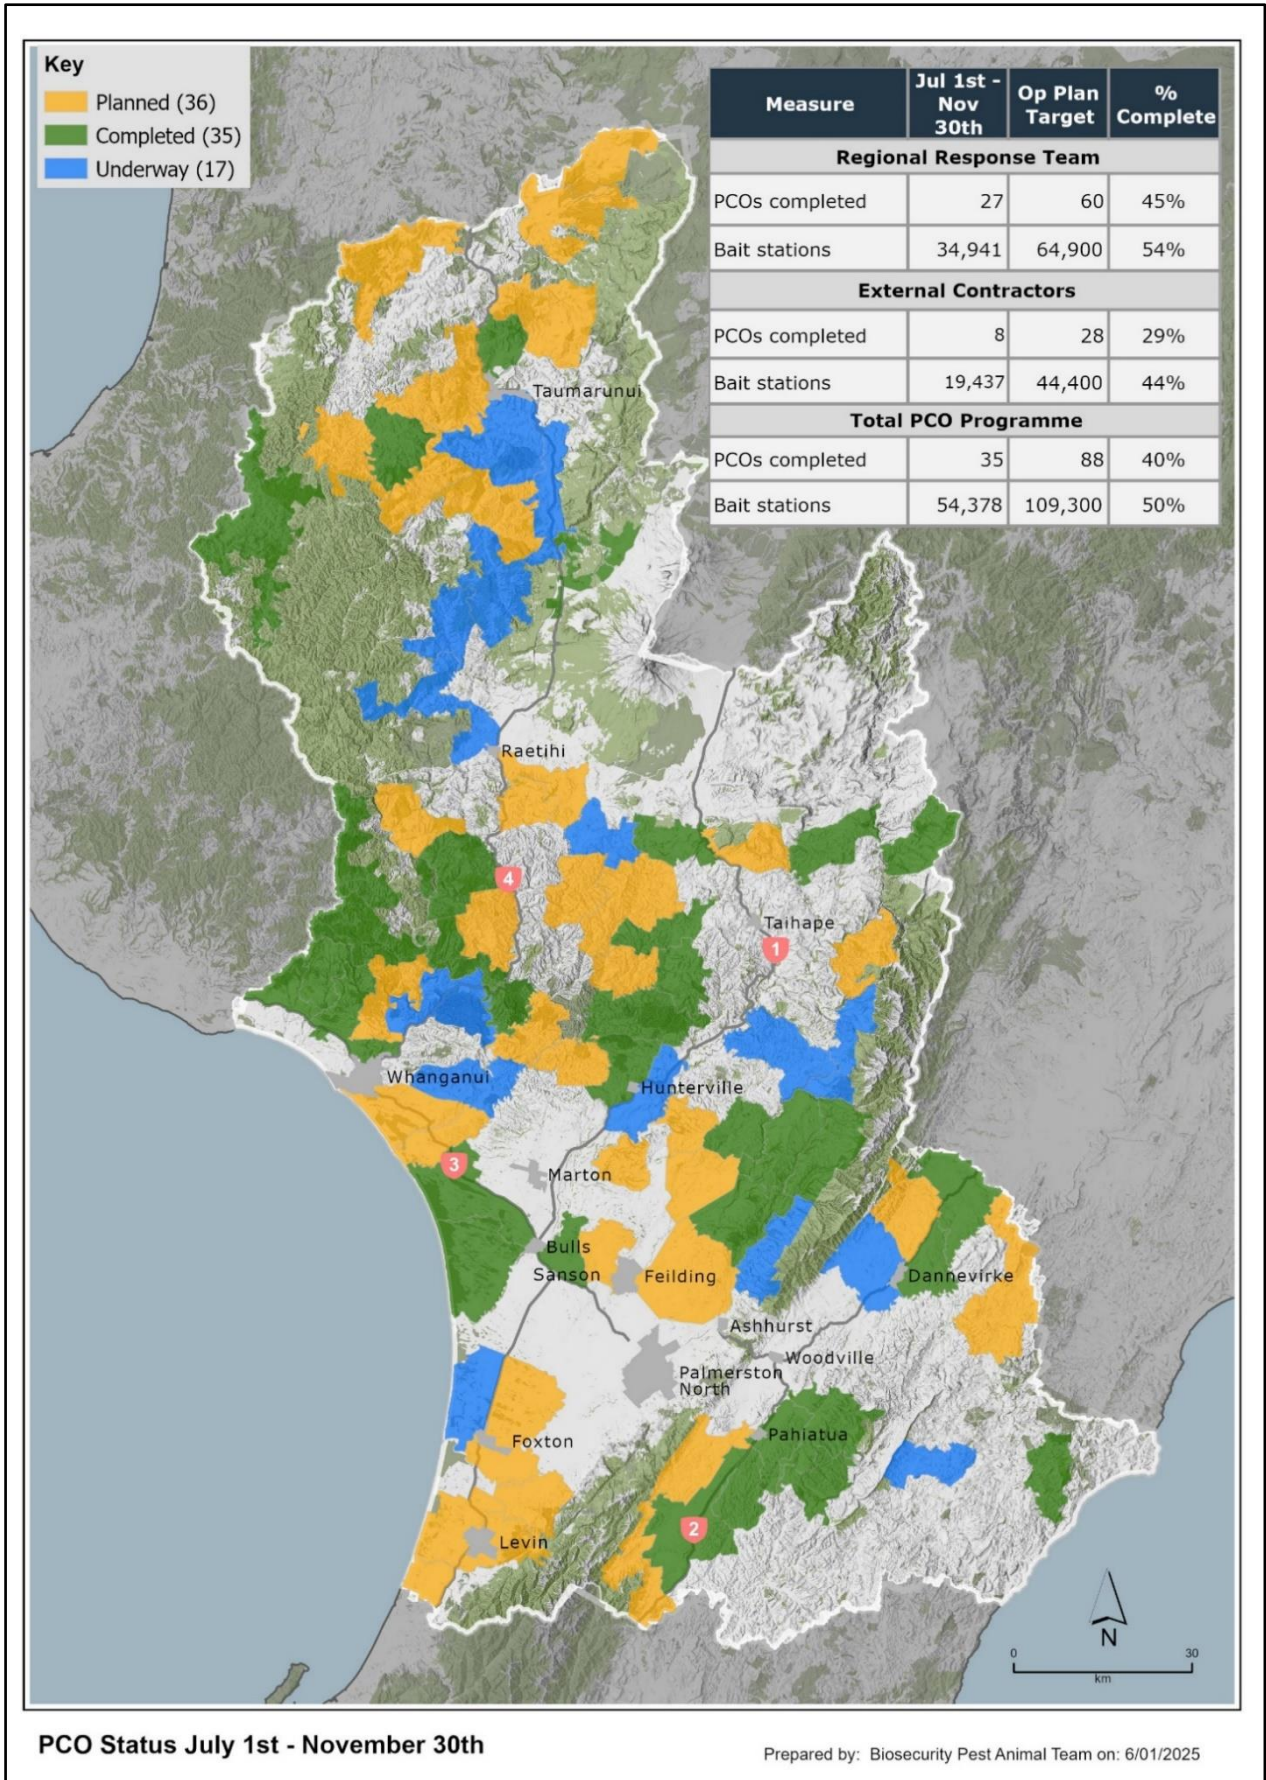 Key
Planned (36)
Completed (35)
Underway (17)
Measure
Jul 1st -
Nov
30th
Op Plan
Target
%
Complete
Regional Response Team
PCOs completed 27 60 45%
Bait stations 34,941 64,900 54%
External Contractors
PCOs completed 8 28 29%
Bait stations 19,437 44,400 44%
Total PCO Programme
PCOs completed 35 88 40%
Bait stations 54,378 109,300 50%
Taumarunui
Raetihi
4
Taihape
1
Whanganui
Hunterville
3
Marton
Bulls
Sanson
Feilding
Dannevirke
Ashhurst
Woodville
Palmerston
North
Foxton
Pahiatua
2
Levin
N
0 30
km
PCO Status July 1st - November 30th
Prepared by: Biosecurity Pest Animal Team on: 6/01/2025